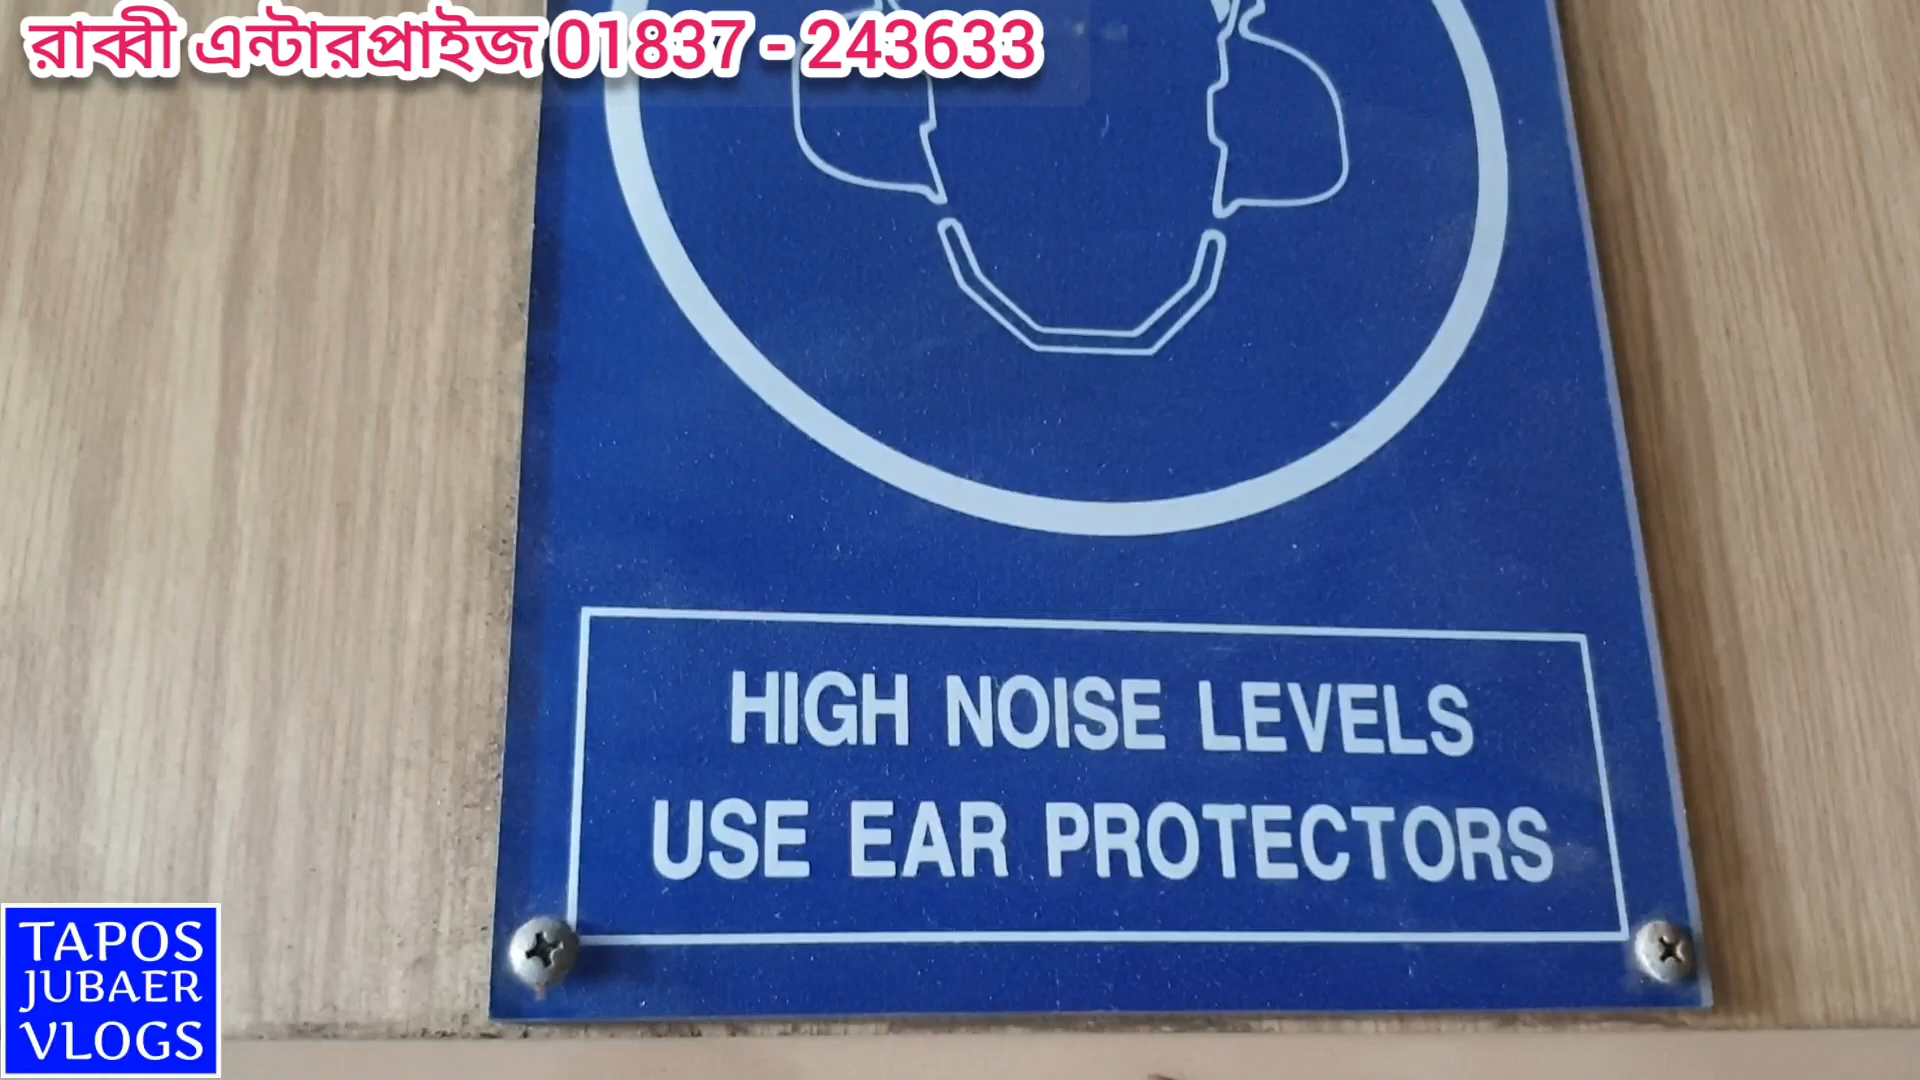 রাব্বী এন্টারপ্রাইজ 01837 - 243633
HIGH NOISE LEVELS
USE EAR PROTECTORS
TAPOS
JUBAER
VLOGS